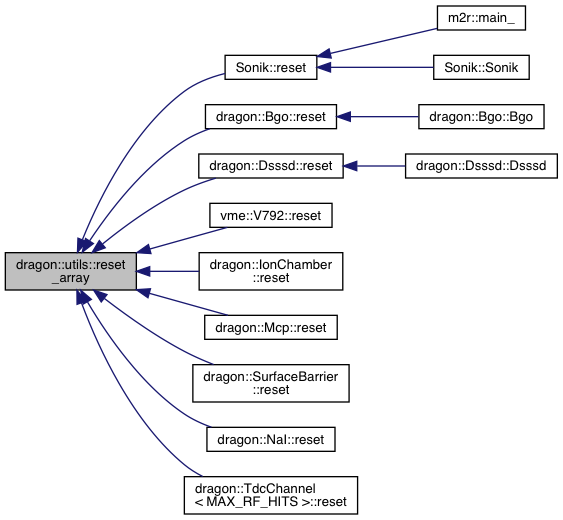 m2r::main_
Sonik::reset
Sonik::Sonik
dragon::Bgo::reset
dragon::Bgo::Bgo
dragon::Dsssd::reset
dragon::Dsssd::Dsssd
vme::V792::reset
dragon::utils::reset
_array
dragon::IonChamber
::reset
dragon::Mcp::reset
dragon::SurfaceBarrier
::reset
dragon::NaI::reset
dragon::TdcChannel
< MAX_RF_HITS >::reset